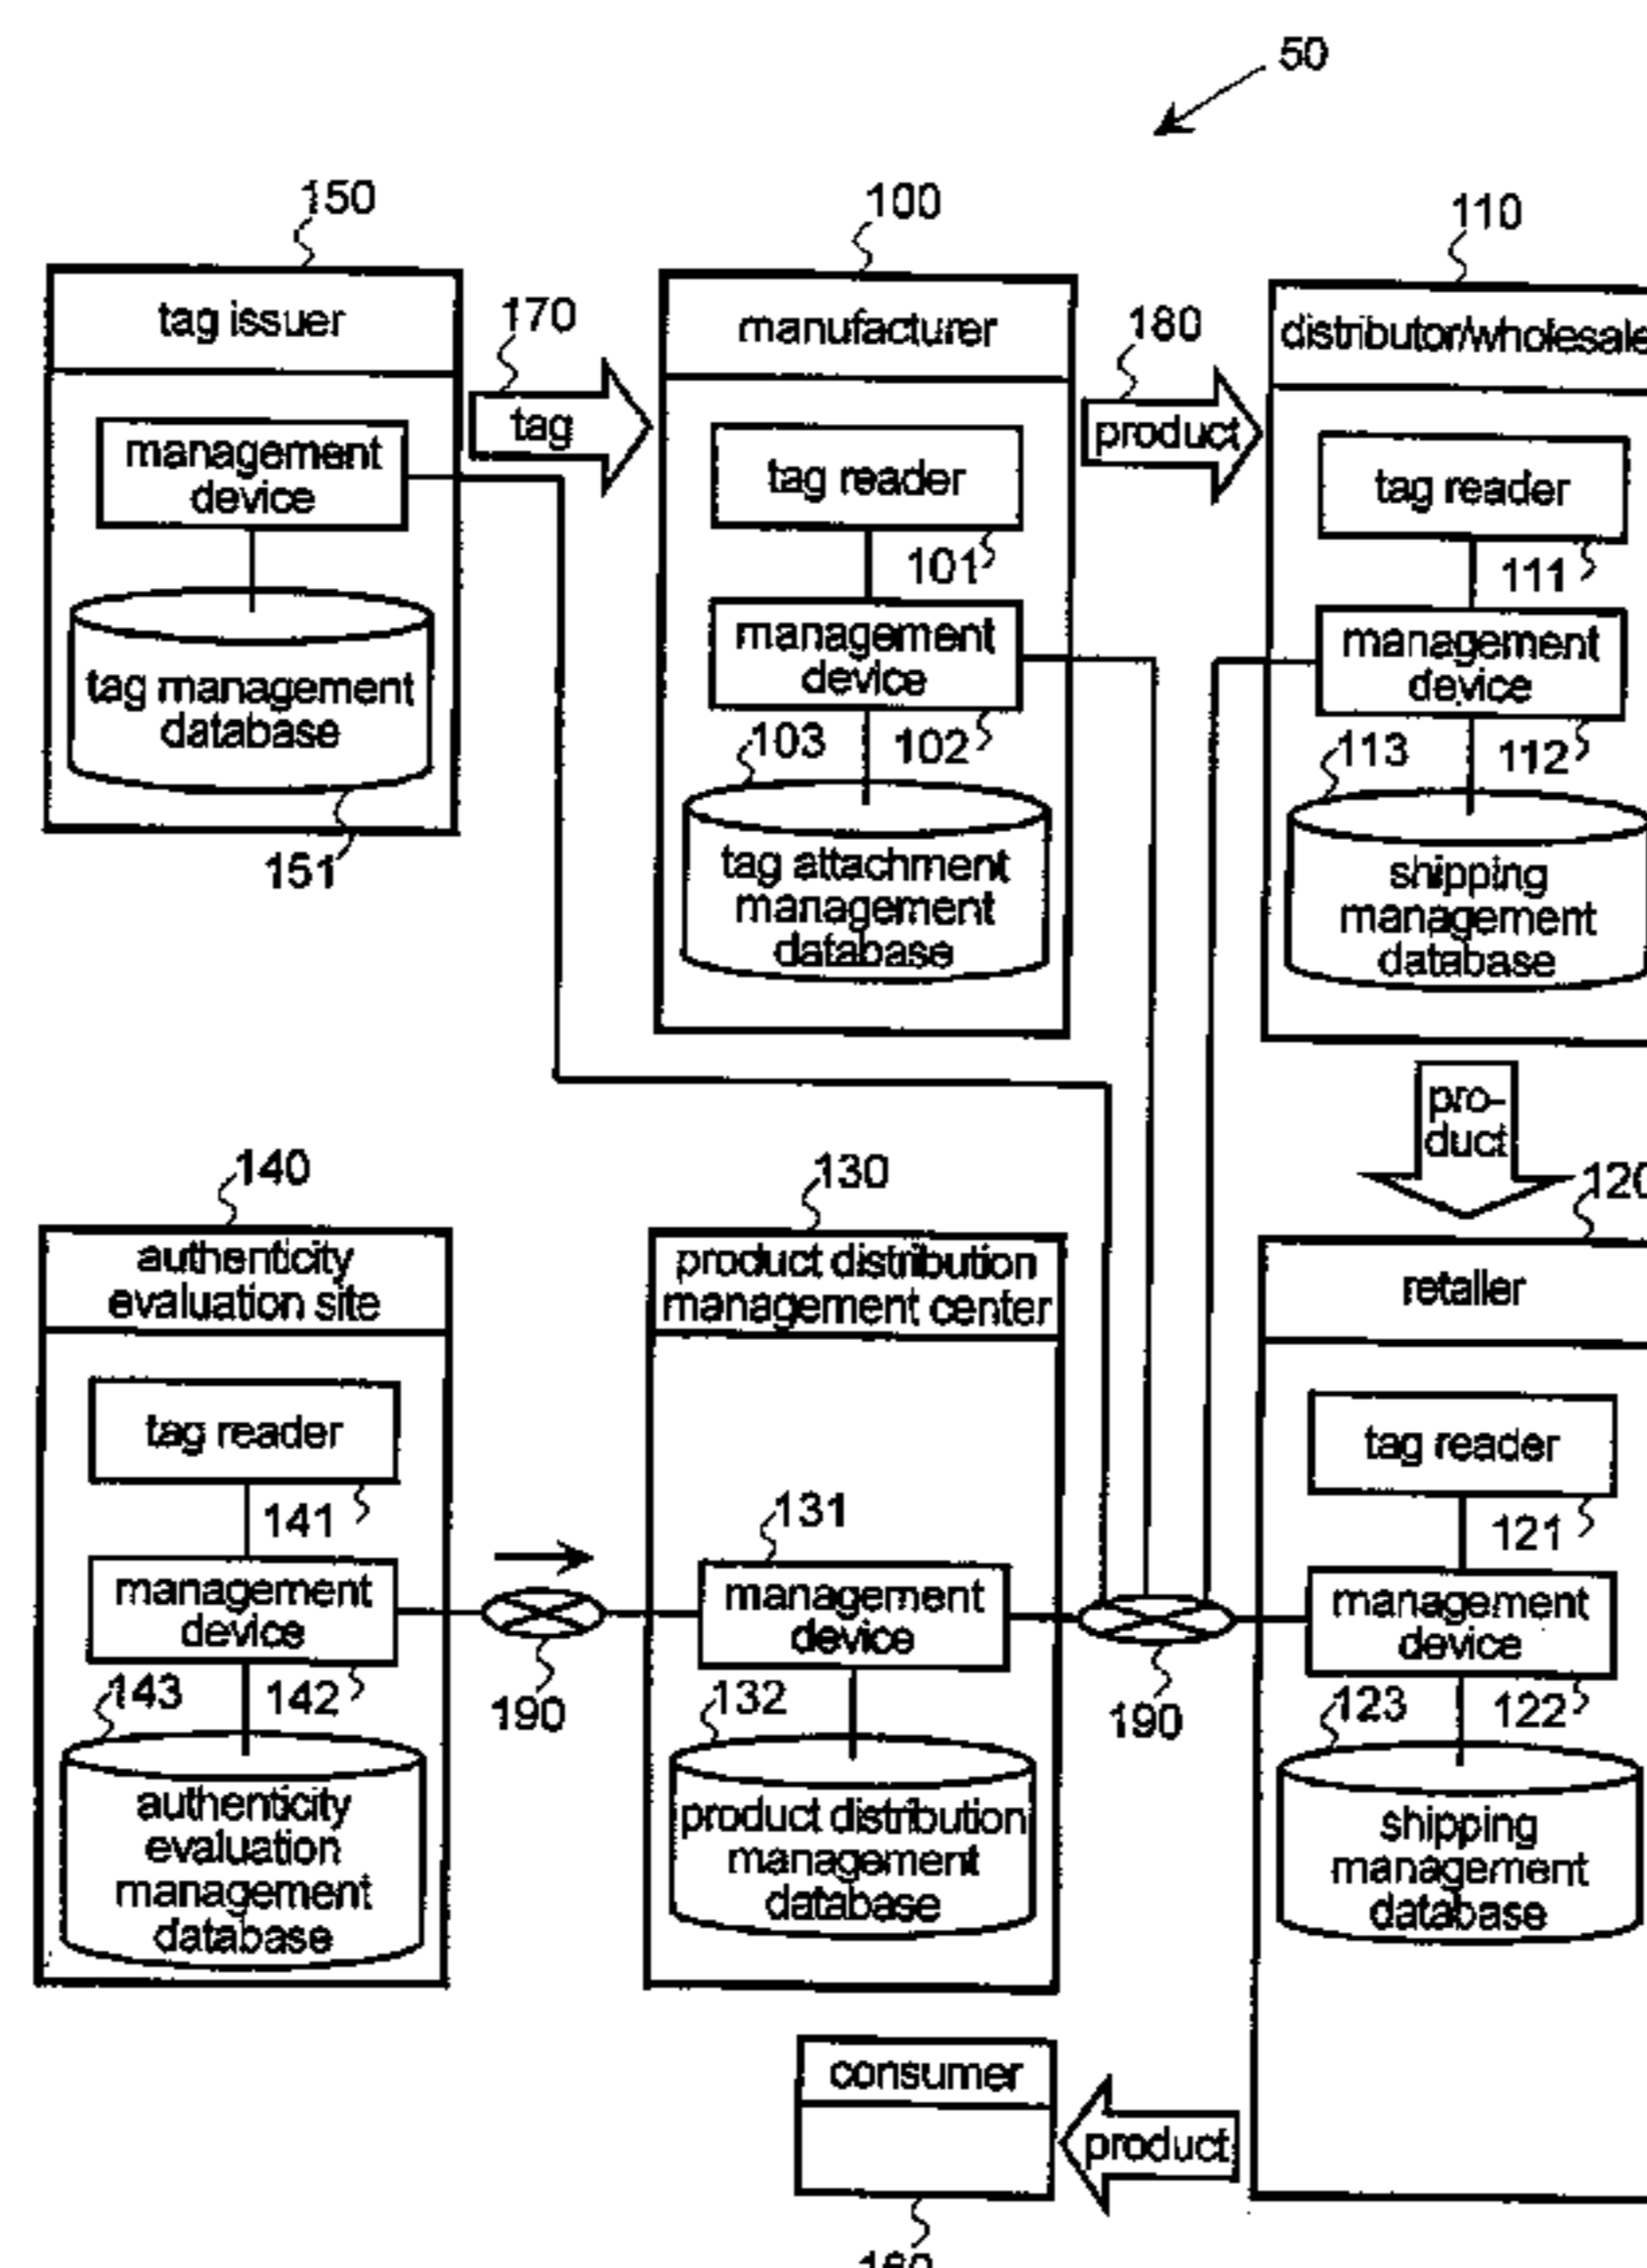 50
150
100
110
tag issuer
170
manufacturer
180
distributor/wholesale
tag
product
management
device
tag reader
tag reader
101
111
management
device
management
device
tag management
database
103
102
113
112
151
tag attachment
management
database
shipping
management
database
pro-
duct
140
130
120
authenticity
evaluation site
product distribution
management center
retailer
tag reader
tag reader
141
131
121
management
device
management
device
management
device
143
142
190
132
190
123
122
authenticity
evaluation
management
database
product distribution
management
database
shipping
management
database
consumer
product